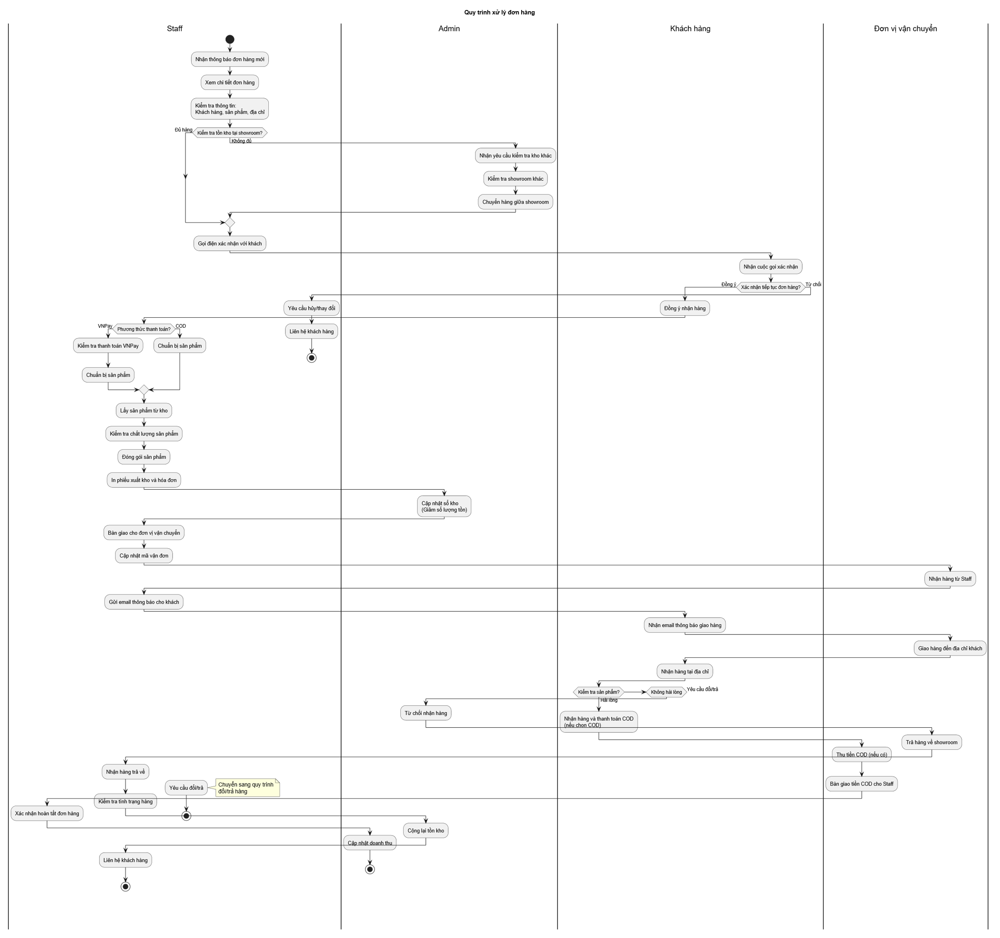 Quy trình xử lý đơn hàng
Staff
Admin
Khách hàng
Đơn vị vận chuyển
Nhận thông báo đơn hàng mới
Xem chi tiết đơn hàng
Kiểm tra thông tin:
Khách hàng, sản phẩm, địa chỉ
Đủ hàng
Kiểm tra tồn kho tại showroom?
Không đủ
Nhận yêu cầu kiểm tra kho khác
Kiểm tra showroom khác
Chuyển hàng giữa showroom
Gọi điện xác nhận với khách
Nhận cuộc gọi xác nhận
Đồng ý
Xác nhận tiếp tục đơn hàng?
Từ chối
Yêu cầu hủy/thay đổi
Đồng ý nhận hàng
VNPay
Phương thức thanh toán?
COD
Liên hệ khách hàng
Kiểm tra thanh toán VNPay
Chuẩn bị sản phẩm
Chuẩn bị sản phẩm
Lấy sản phẩm từ kho
Kiểm tra chất lượng sản phẩm
Đóng gói sản phẩm
In phiếu xuất kho và hóa đơn
Cập nhật sổ kho
(Giảm số lượng tồn)
Bàn giao cho đơn vị vận chuyển
Cập nhật mã vận đơn
Nhận hàng từ Staff
Gửi email thông báo cho khách
Nhận email thông báo giao hàng
Giao hàng đến địa chỉ khách
Nhận hàng tại địa chỉ
Kiểm tra sản phẩm?
Không hài lòng
Yêu cầu đổi/trả
Hài lòng
Từ chối nhận hàng
Nhận hàng và thanh toán COD
(nếu chọn COD)
Trả hàng về showroom
Thu tiền COD (nếu có)
Nhận hàng trả về
Yêu cầu đổi/trả
Chuyển sang quy trình
đổi/trả hàng
Bàn giao tiền COD cho Staff
Kiểm tra tình trạng hàng
Xác nhận hoàn tất đơn hàng
Cộng lại tồn kho
Cập nhật doanh thu
Liên hệ khách hàng